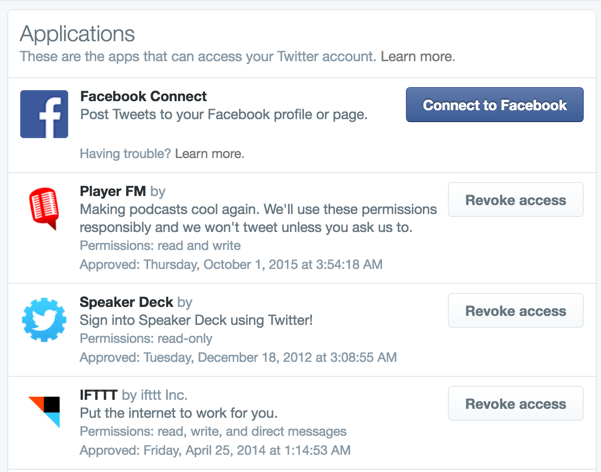 Applications
These are the apps that can access your Twitter account. Learn more.
Facebook Connect
Post Tweets to your Facebook profile or page.
Connect to Facebook
Having trouble? Learn more.
Player FM by
Making podcasts cool again. We'll use these permissions
responsibly and we won't tweet unless you ask us to.
Permissions: read and write
Approved: Thursday, October 1, 2015 at 3:54:18 AM
Revoke access
Speaker Deck by
Sign into Speaker Deck using Twitter!
Permissions: read-only
Approved: Tuesday, December 18, 2012 at 3:08:55 AM
Revoke access
IFTTT by ifttt Inc.
Put the internet to work for you.
Permissions: read, write, and direct messages
Approved: Friday, April 25, 2014 at 1:14:53 AM
Revoke access